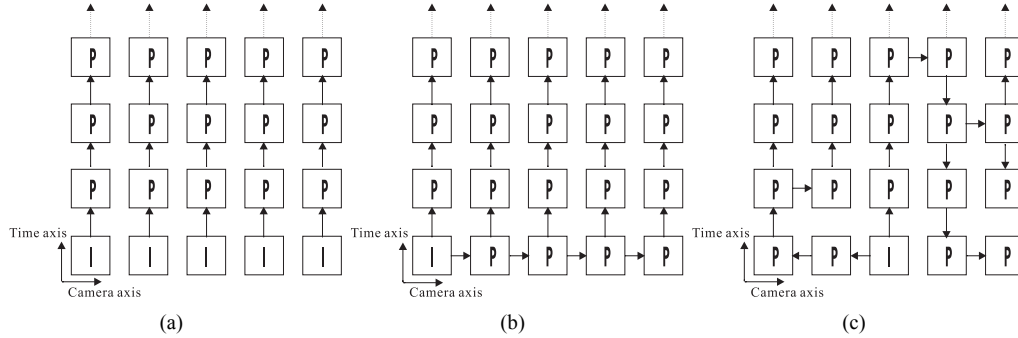 P P P P P P P P P P P P P P P
P P P P P P P P P P P P P P P
P P P P P P P P P P P P P P P
Time axis Time axis Time axis
I I I I I I P P P P P P I P P
Camera axis Camera axis Camera axis
(a) (b) (c)